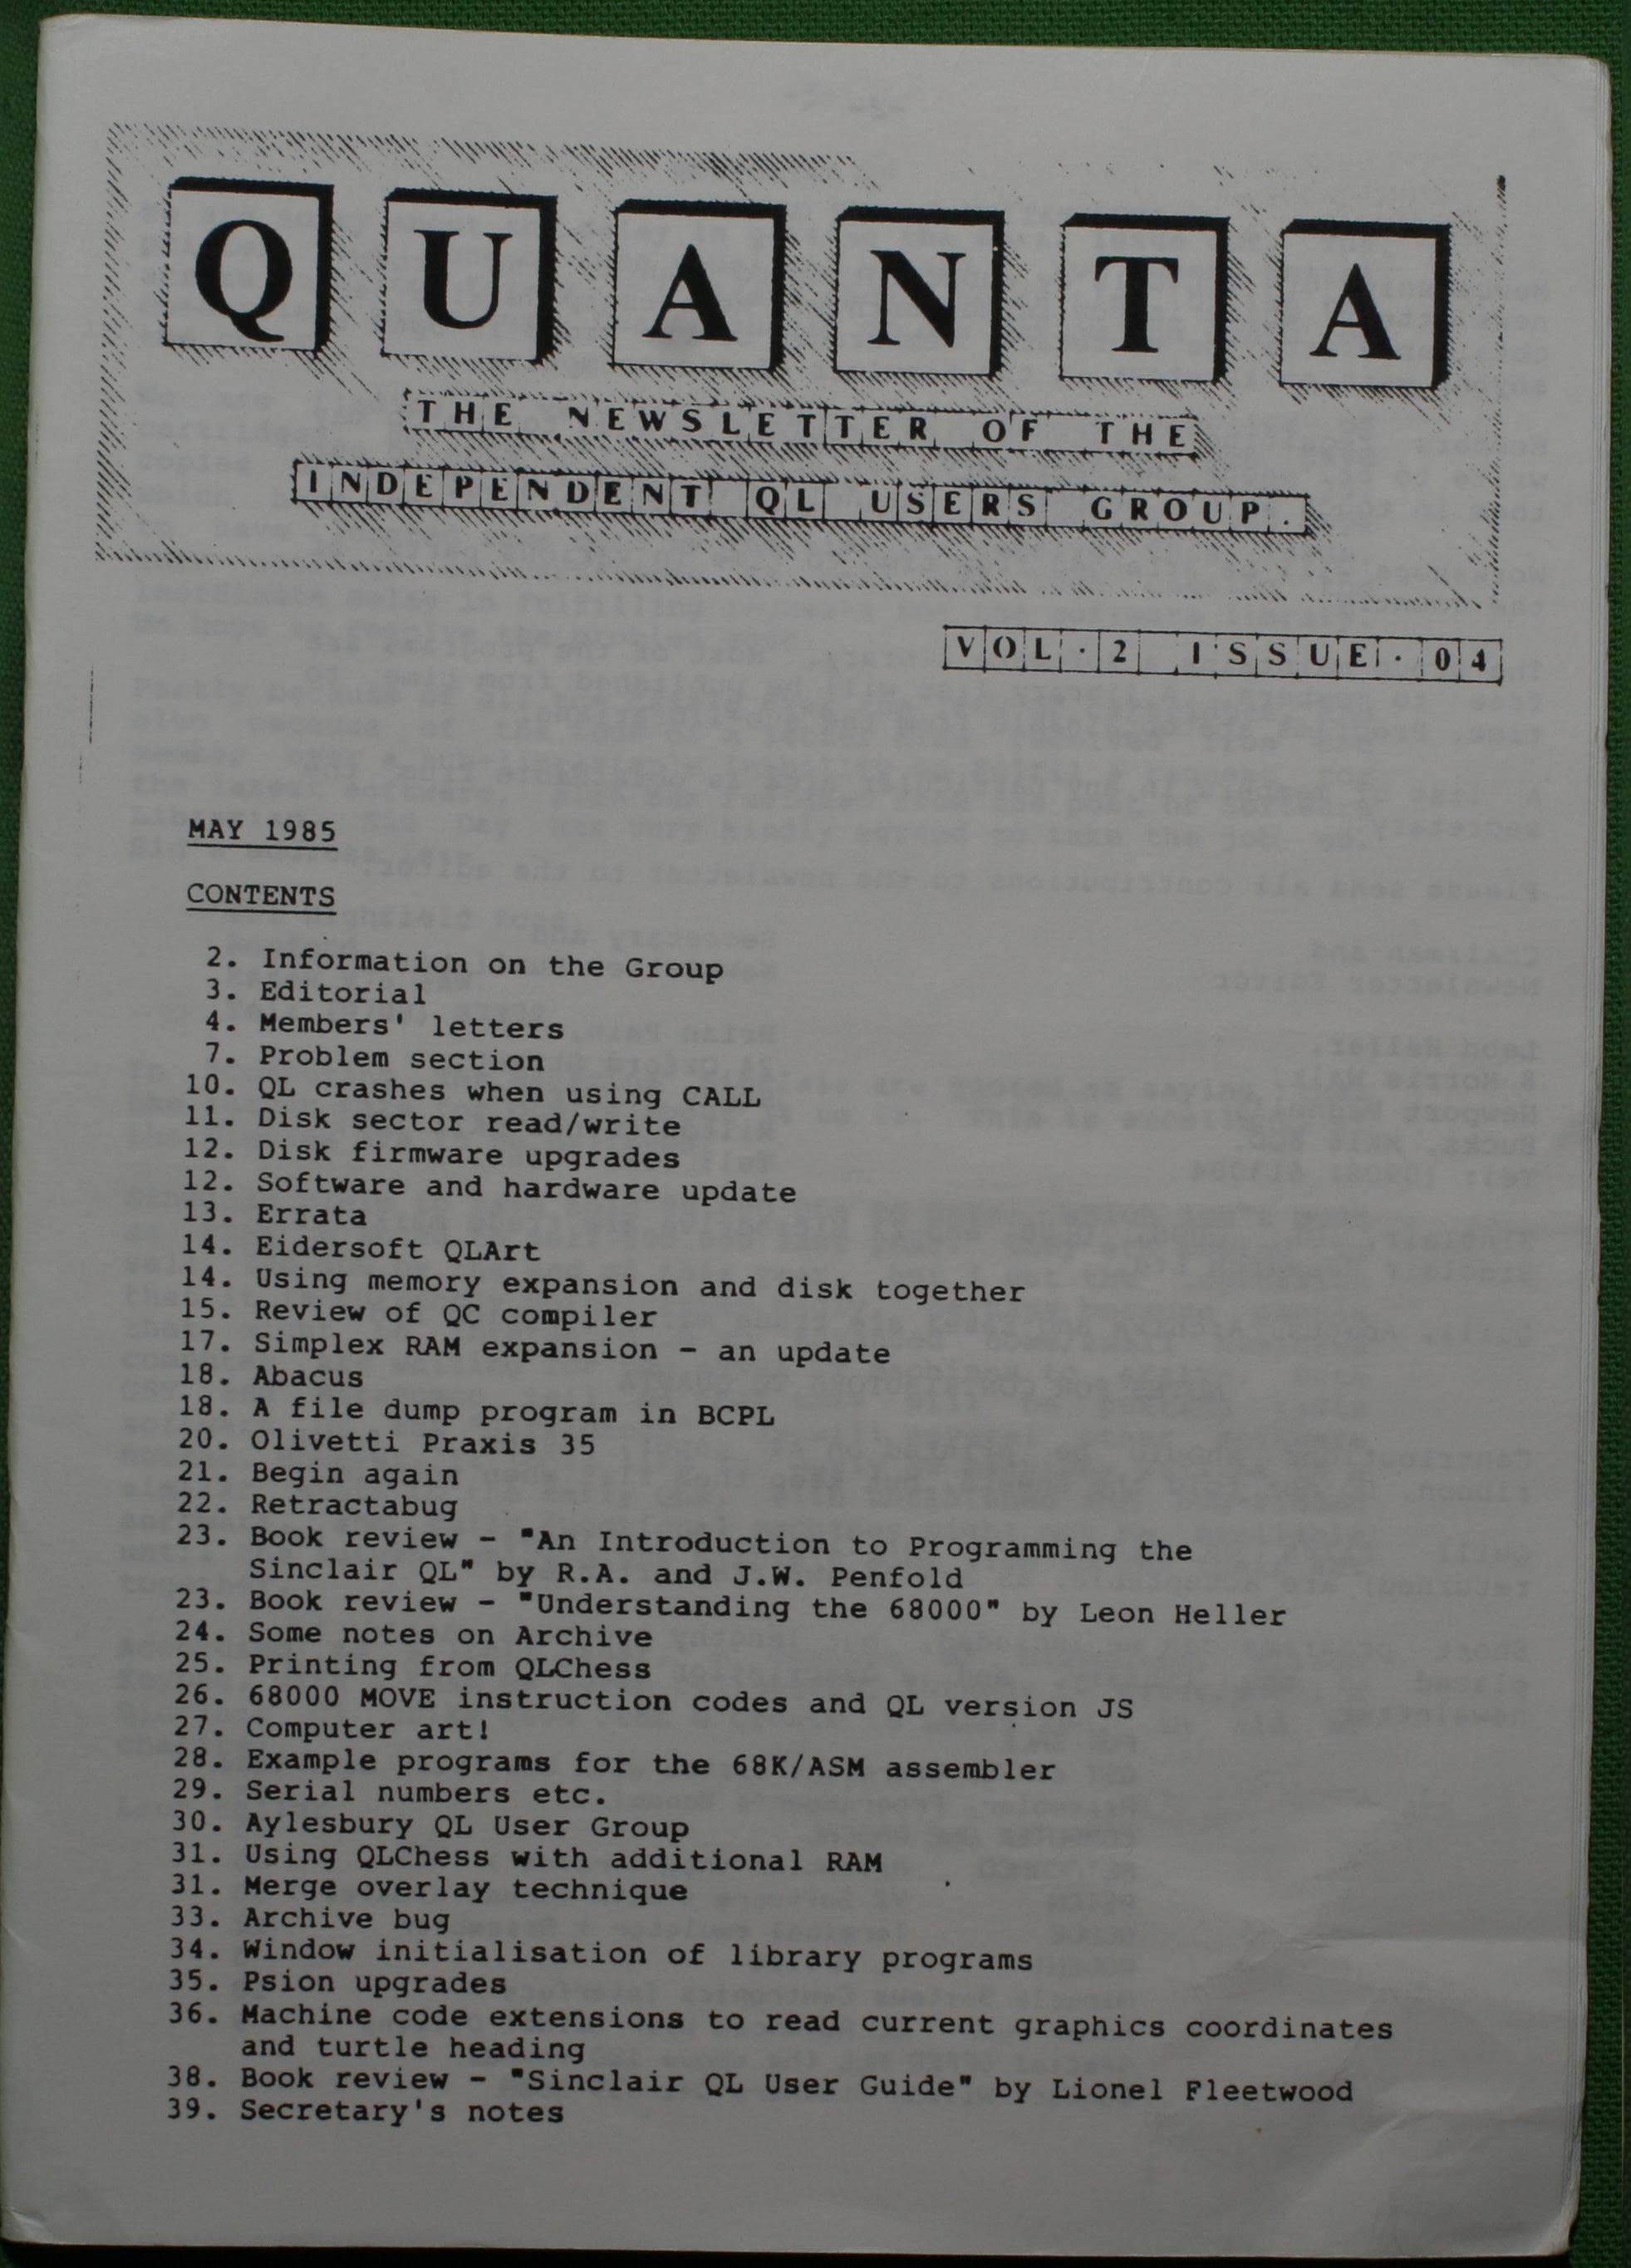 QUANTA
THE NEWSLETTER OF THE
INDEPENDENT QL USERS GROUP.
VOL.2 ISSUE.04
MAY 1985
CONTENTS
2. Information on the Group
3. Editorial
4. Members' letters
7. Problem section
10. QL crashes when using CALL
11. Disk sector read/write
12. Disk firmware upgrades
12. Software and hardware update
13. Errata
14. Eidersoft QLArt
14. Using memory expansion and disk together
15. Review of QC compiler
17. Simplex RAM expansion - an update
18. Abacus
18. A file dump program in BCPL
20. Olivetti Praxis 35
21. Begin again
22. Retractabug
23. Book review - "An Introduction to Programming the
Sinclair QL" by R.A. and J.W. Penfold
23. Book review - "Understanding the 68000" by Leon Heller
24. Some notes on Archive
25. Printing from QLChess
26. 68000 MOVE instruction codes and QL version JS
27. Computer art!
28. Example programs for the 68K/ASM assembler
29. Serial numbers etc.
30. Aylesbury QL User Group
31. Using QLChess with additional RAM
31. Merge overlay technique
33. Archive bug
34. Window initialisation of library programs
35. Psion upgrades
36. Machine code extensions to read current graphics coordinates
and turtle heading
38. Book review - "Sinclair QL User Guide" by Lionel Fleetwood
39. Secretary's notes